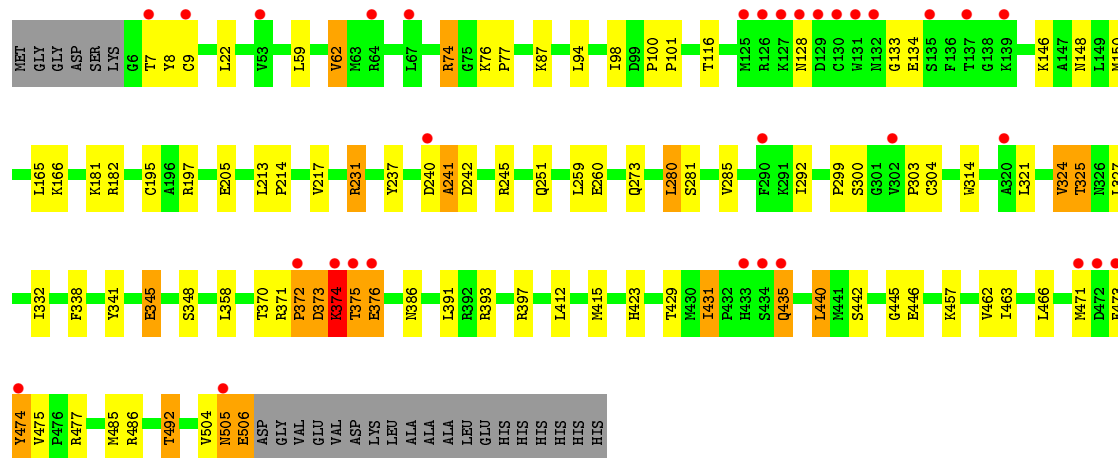 MET GLY GLY ASP SER LYS G6 T7 Y8 C9 L22 V53 L59 V62 M63 R64 L67 R74 G75 K76 P77 K87 L94 I98 D99 P100 P101 T116 M125 R126 K127 N128 D129 C130 W131 N132 G133 E134 S135 F136 T137 G138 K139 K146 A147 N148 L149 M150
L165 K166 K181 R182 C195 A196 R197 E205 L213 P214 V217 R231 Y237 D240 A241 D242 R245 Q251 L259 E260 Q273 L280 S281 V285 F290 K291 I292 P299 S300 G301 V302 P303 C304 W314 A320 L321 V324 T325 N326 L327
I332 F338 Y341 E345 S348 L358 T370 R371 P372 D373 K374 T375 E376 N386 L391 R392 R393 R397 L412 M415 H423 T429 M430 I431 P432 H433 S434 Q435 L440 M441 S442 G445 E446 K457 V462 I463 L466 M471 D472
Y474 V475 P476 R477 M485 R486 T492 V504 N505 E506 ASP GLY VAL GLU VAL ASP LYS LEU ALA ALA ALA LEU GLU HIS HIS HIS HIS HIS HIS